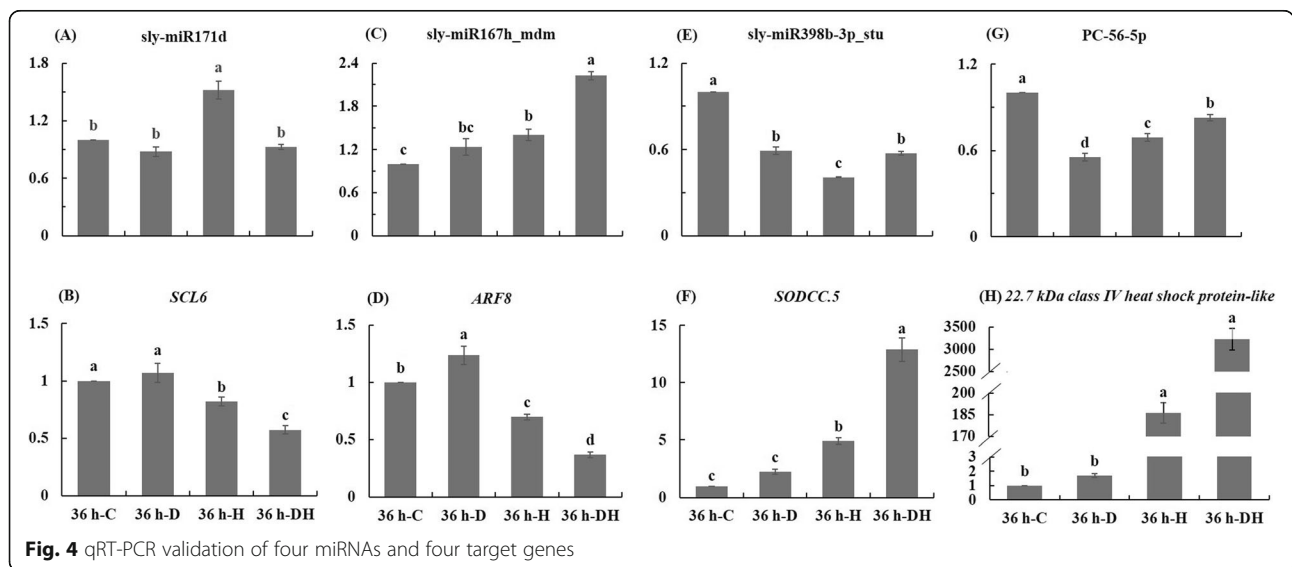 (A) sly-miR171d
1.8
1.2
0.6
0
b
b
a
b
(C) sly-miR167h_mdm
2.4
1.8
1.2
0.6
0
c
bc
b
a
(E) sly-miR398b-3p_stu
1.2
0.6
0
a
b
c
b
(G) PC-56-5p
1.2
0.6
0
a
d
c
b
(B) SCL6
1.5
1
0.5
0
a
a
b
c
36 h-C 36 h-D 36 h-H 36 h-DH
(D) ARF8
1.5
1
0.5
0
b
a
c
d
36 h-C 36 h-D 36 h-H 36 h-DH
(F) SODCC.5
15
10
5
0
c
c
b
a
36 h-C 36 h-D 36 h-H 36 h-DH
(H) 22.7 kDa class IV heat shock protein-like
3500
3000
2500
200
185
170
3
2
1
0
b
b
a
a
36 h-C 36 h-D 36 h-H 36 h-DH
Fig. 4 qRT-PCR validation of four miRNAs and four target genes